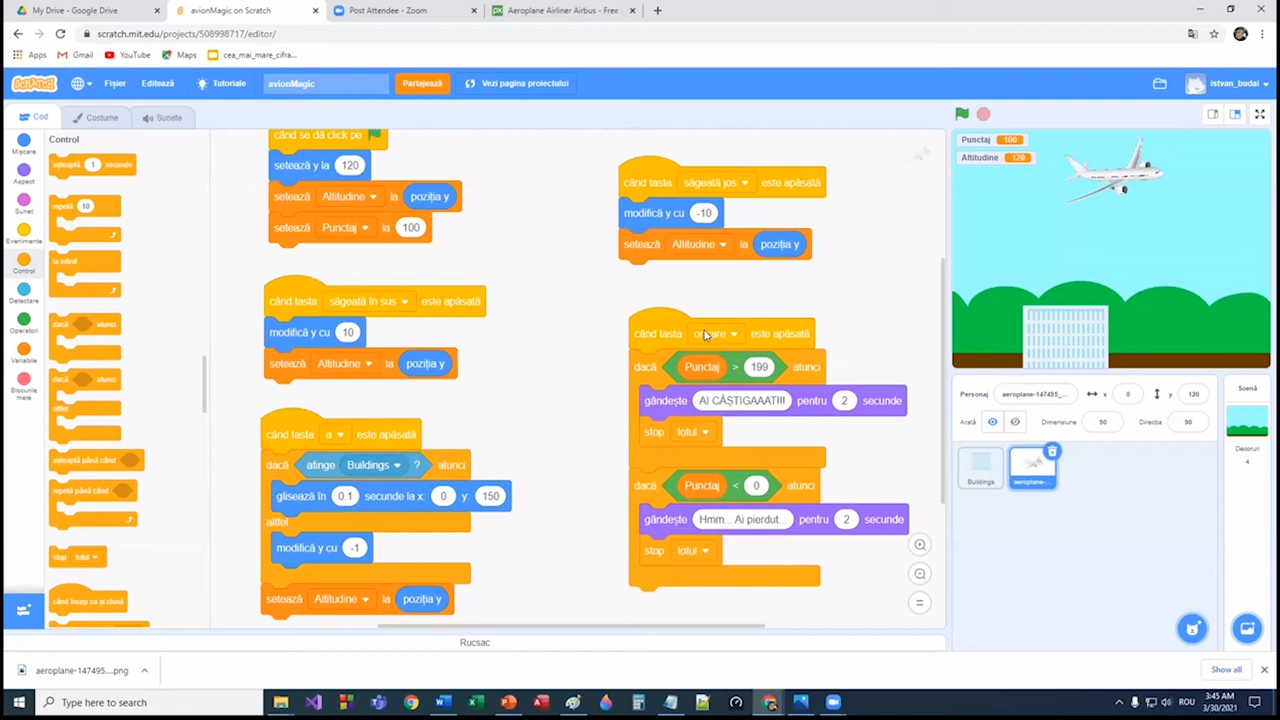 My Drive - Google Drive
avionMagic on Scratch
Post Attendee - Zoom
Aeroplane Airliner Airbus - Free
scratch.mit.edu/projects/508998717/editor/
Apps
Gmail
YouTube
Maps
cea_mai_mare_cifra...
SCRATCH
Fișier
Editează
Tutoriale
avionMagic
Partajează
Vezi pagina proiectului
istvan_budai
Cod
Costume
Sunete
Mișcare
Aspect
Sunet
Evenimente
Control
Detectare
Operatori
Variabile
Blocurile mele
Control
așteaptă 1 secunde
repetă 10
la infinit
dacă atunci
dacă atunci
altfel
așteaptă până când
repetă până când
stop totul
când încep ca și clonă
când se dă click pe
setează y la 120
setează Altitudine la poziția y
setează Punctaj la 100
când tasta săgeată în sus este apăsată
modifică y cu 10
setează Altitudine la poziția y
când tasta a este apăsată
dacă atinge Buildings ? atunci
glisează în 0.1 secunde la x: 0 y: 150
altfel
modifică y cu -1
setează Altitudine la poziția y
când tasta săgeată jos este apăsată
modifică y cu -10
setează Altitudine la poziția y
când tasta este apăsată
dacă Punctaj > 199 atunci
gândește AI CĂȘTIGAAAT!!! pentru 2 secunde
stop totul
dacă Punctaj < 0 atunci
gândește Hmm... Ai pierdut... pentru 2 secunde
stop totul
Punctaj 100
Altitudine 120
Personaj aeroplane-147495_... x 0 y 120
Arată Dimensiune 50 Direcția 90
Buildings
aeroplane-...
Scenă
Decoruri
4
Rucsac
aeroplane-147495....png
Show all
Type here to search
ROU
3:45 AM
3/30/2021